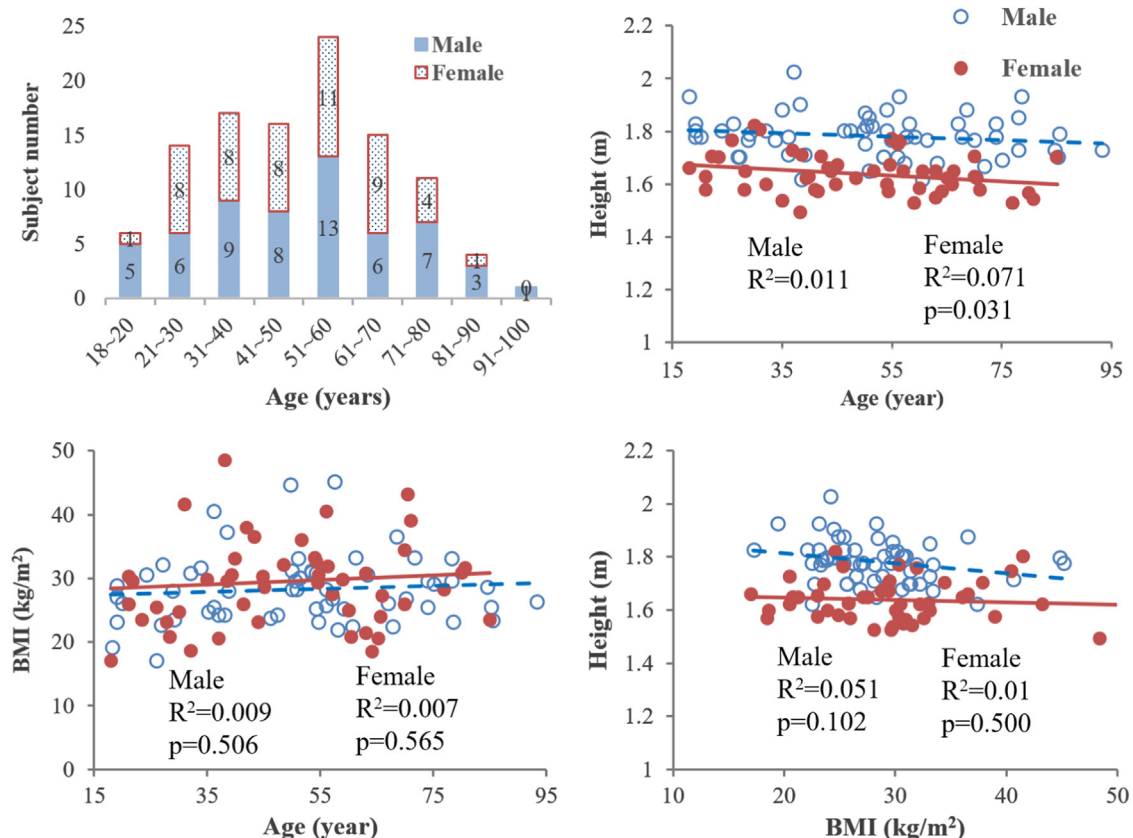 25
20
15
10
5
0
Subject number
Male
Female
1
5
8
6
8
9
8
8
11
13
9
6
4
7
1
3
0
1
18~20
21~30
31~40
41~50
51~60
61~70
71~80
81~90
91~100
Age (years)
Male
Female
2.2
2
1.8
1.6
1.4
1.2
1
Height (m)
Male
R²=0.011
Female
R²=0.071
p=0.031
15
35
55
75
95
Age (year)
50
40
30
20
10
0
BMI (kg/m²)
Male
R²=0.009
p=0.506
Female
R²=0.007
p=0.565
15
35
55
75
95
Age (year)
2.2
2
1.8
1.6
1.4
1.2
1
Height (m)
Male
R²=0.051
p=0.102
Female
R²=0.01
p=0.500
10
20
30
40
50
BMI (kg/m²)